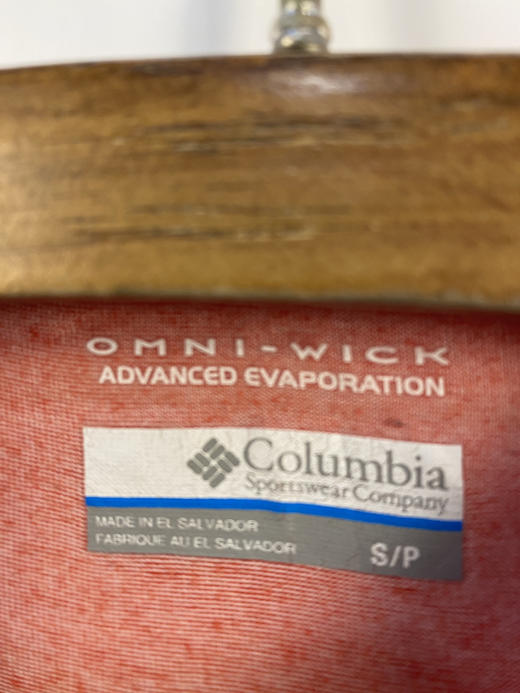 OMNI-WICK
ADVANCED EVAPORATION
Columbia
Sportswear Company
MADE IN EL SALVADOR
FABRIQUE AU EL SALVADOR
S/P